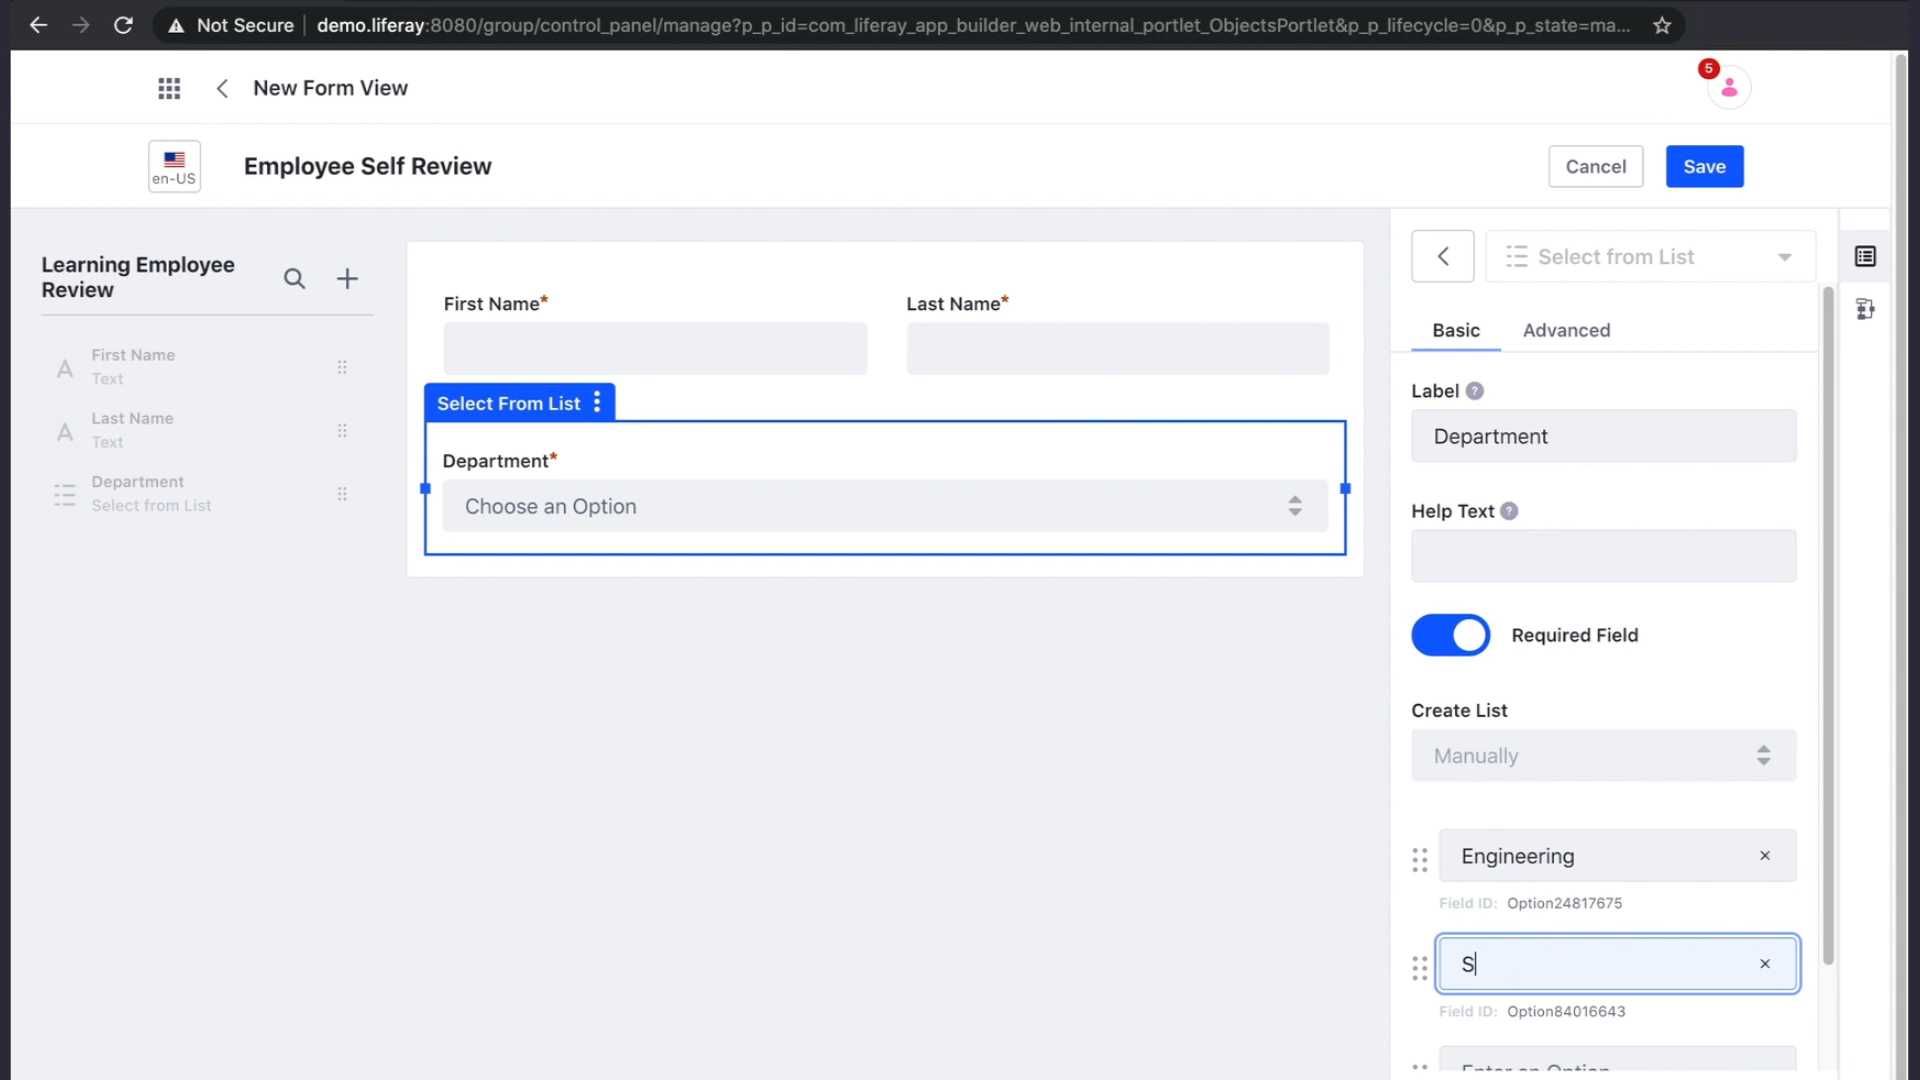 Not Secure
demo.liferay:8080/group/control_panel/manage?p_p_id=com_liferay_app_builder_web_internal_portlet_ObjectsPortlet&p_p_lifecycle=0&p_p_state=ma...
New Form View
5
en-US
Employee Self Review
Cancel
Save
Learning Employee
Review
First Name
Text
Last Name
Text
Department
Select from List
First Name*
Last Name*
Select From List
Department*
Choose an Option
Select from List
Basic
Advanced
Label ?
Department
Help Text ?
Required Field
Create List
Manually
Engineering ×
Field ID: Option24817675
S ×
Field ID: Option84016643
Enter an Option